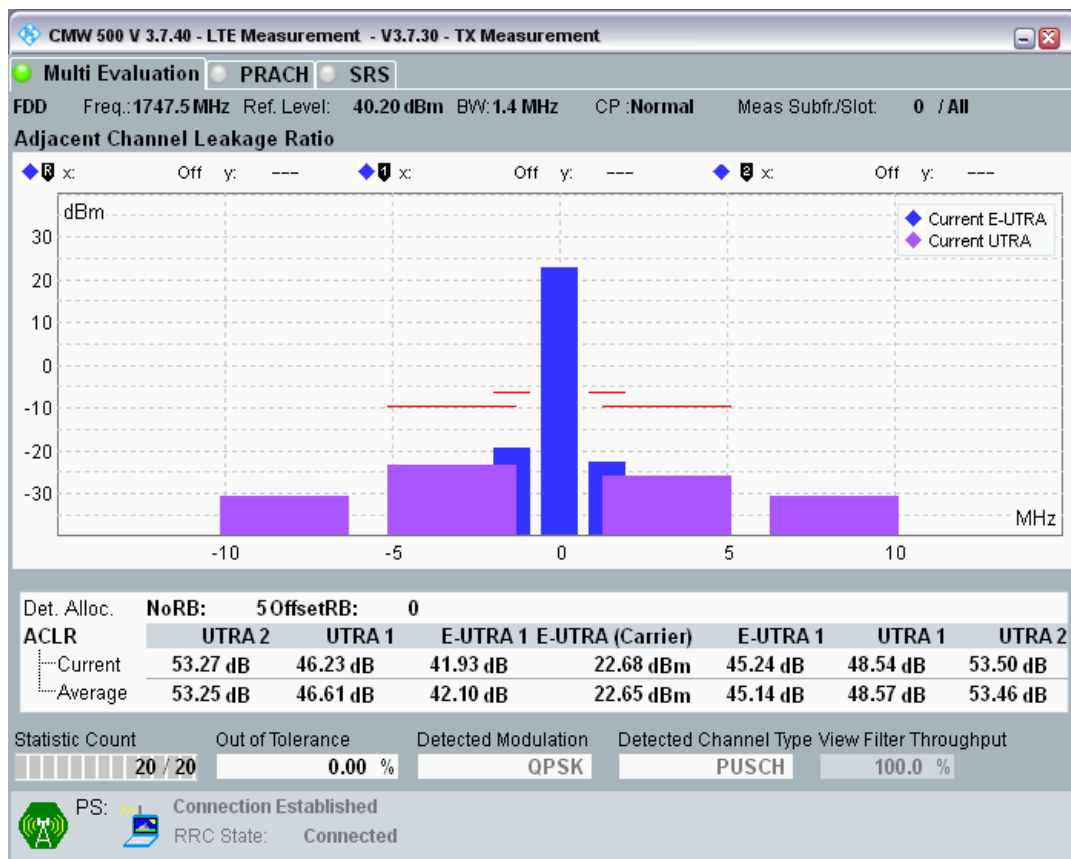 CMW 500 V 3.7.40 - LTE Measurement - V3.7.30 - TX Measurement
Multi Evaluation PRACH SRS
FDD Freq.: 1747.5 MHz Ref. Level: 40.20 dBm BW: 1.4 MHz CP :Normal Meas Subfr./Slot: 0 / All
Adjacent Channel Leakage Ratio
R x: Off y: --- 1 x: Off y: --- 2 x: Off y: ---
dBm
Current E-UTRA
Current UTRA
30
20
10
0
-10
-20
-30
MHz
-10 -5 0 5 10
Det. Alloc. NoRB: 5 OffsetRB: 0
ACLR UTRA 2 UTRA 1 E-UTRA 1 E-UTRA (Carrier) E-UTRA 1 UTRA 1 UTRA 2
Current 53.27 dB 46.23 dB 41.93 dB 22.68 dBm 45.24 dB 48.54 dB 53.50 dB
Average 53.25 dB 46.61 dB 42.10 dB 22.65 dBm 45.14 dB 48.57 dB 53.46 dB
Statistic Count Out of Tolerance Detected Modulation Detected Channel Type View Filter Throughput
20 / 20 0.00 % QPSK PUSCH 100.0 %
PS: Connection Established
RRC State: Connected